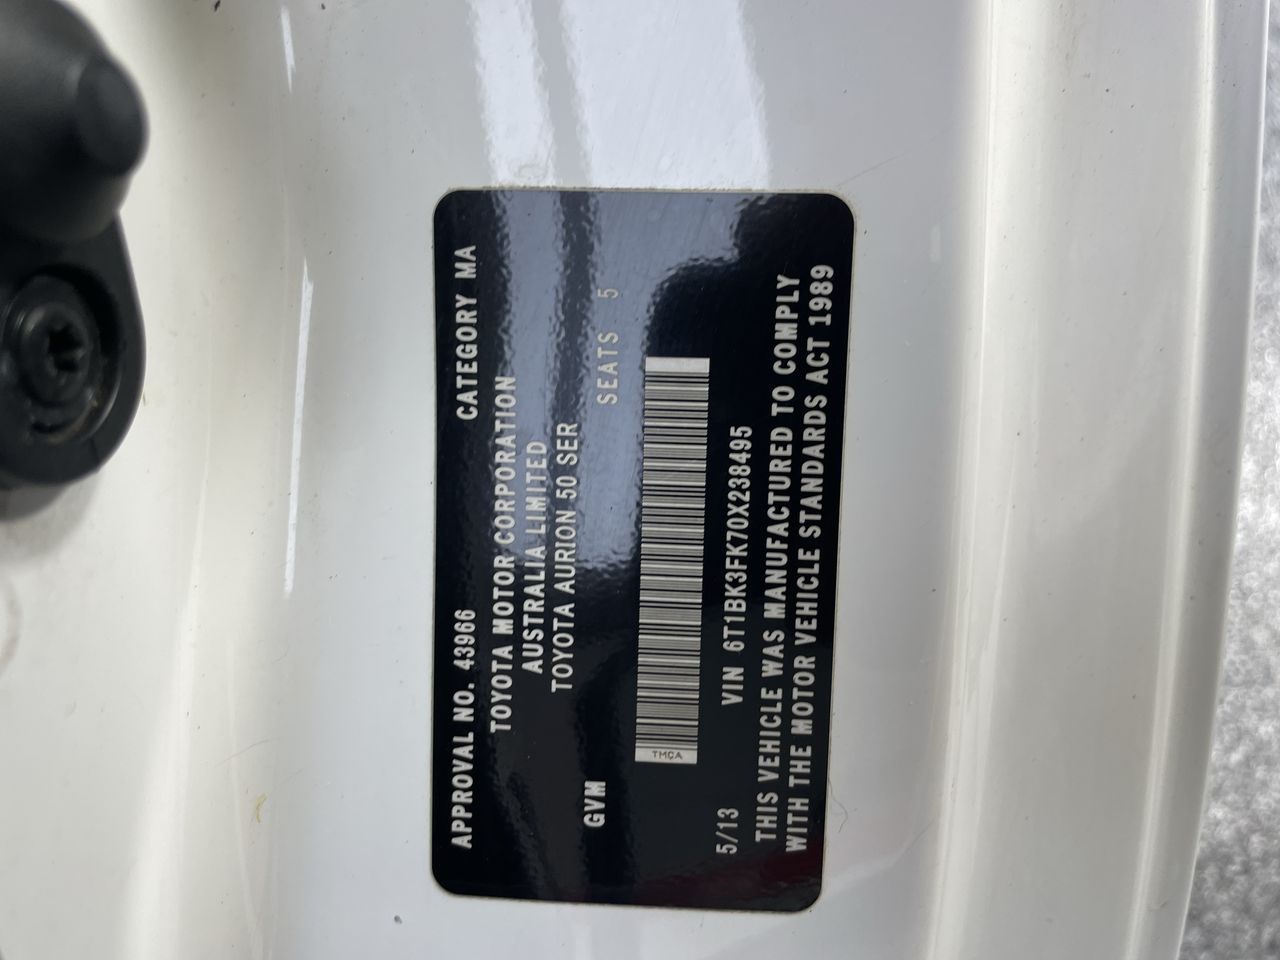 APPROVAL NO. 43966 CATEGORY MA
TOYOTA MOTOR CORPORATION
AUSTRALIA LIMITED
TOYOTA AURION 50 SER
GVM SEATS 5
TMCA
5/13 VIN 6T1BK3FK70X238495
THIS VEHICLE WAS MANUFACTURED TO COMPLY
WITH THE MOTOR VEHICLE STANDARDS ACT 1989